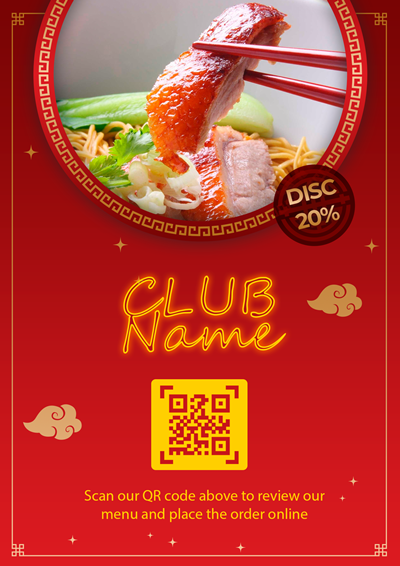 DISC
20%
CLUB
Name
Scan our QR code above to review our
menu and place the order online